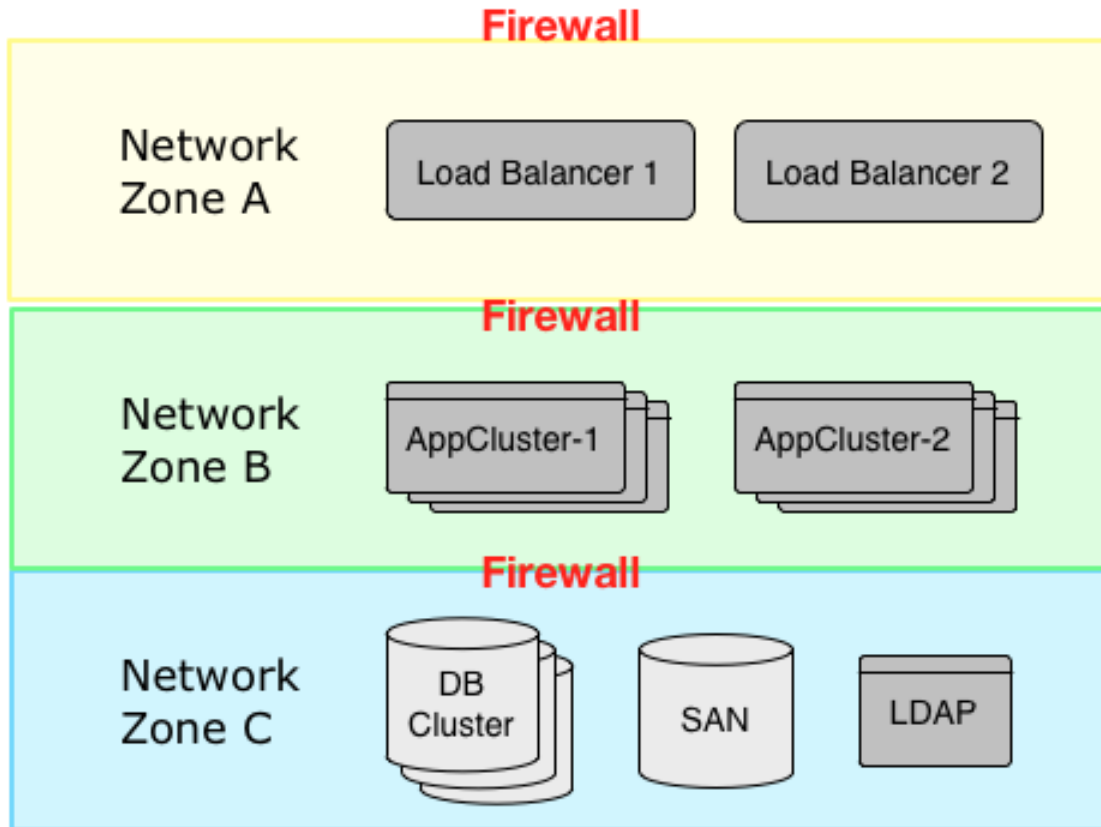 Firewall
Network
Zone A
Load Balancer 1
Load Balancer 2
Firewall
Network
Zone B
AppCluster-1
AppCluster-2
Firewall
Network
Zone C
DB
Cluster
SAN
LDAP